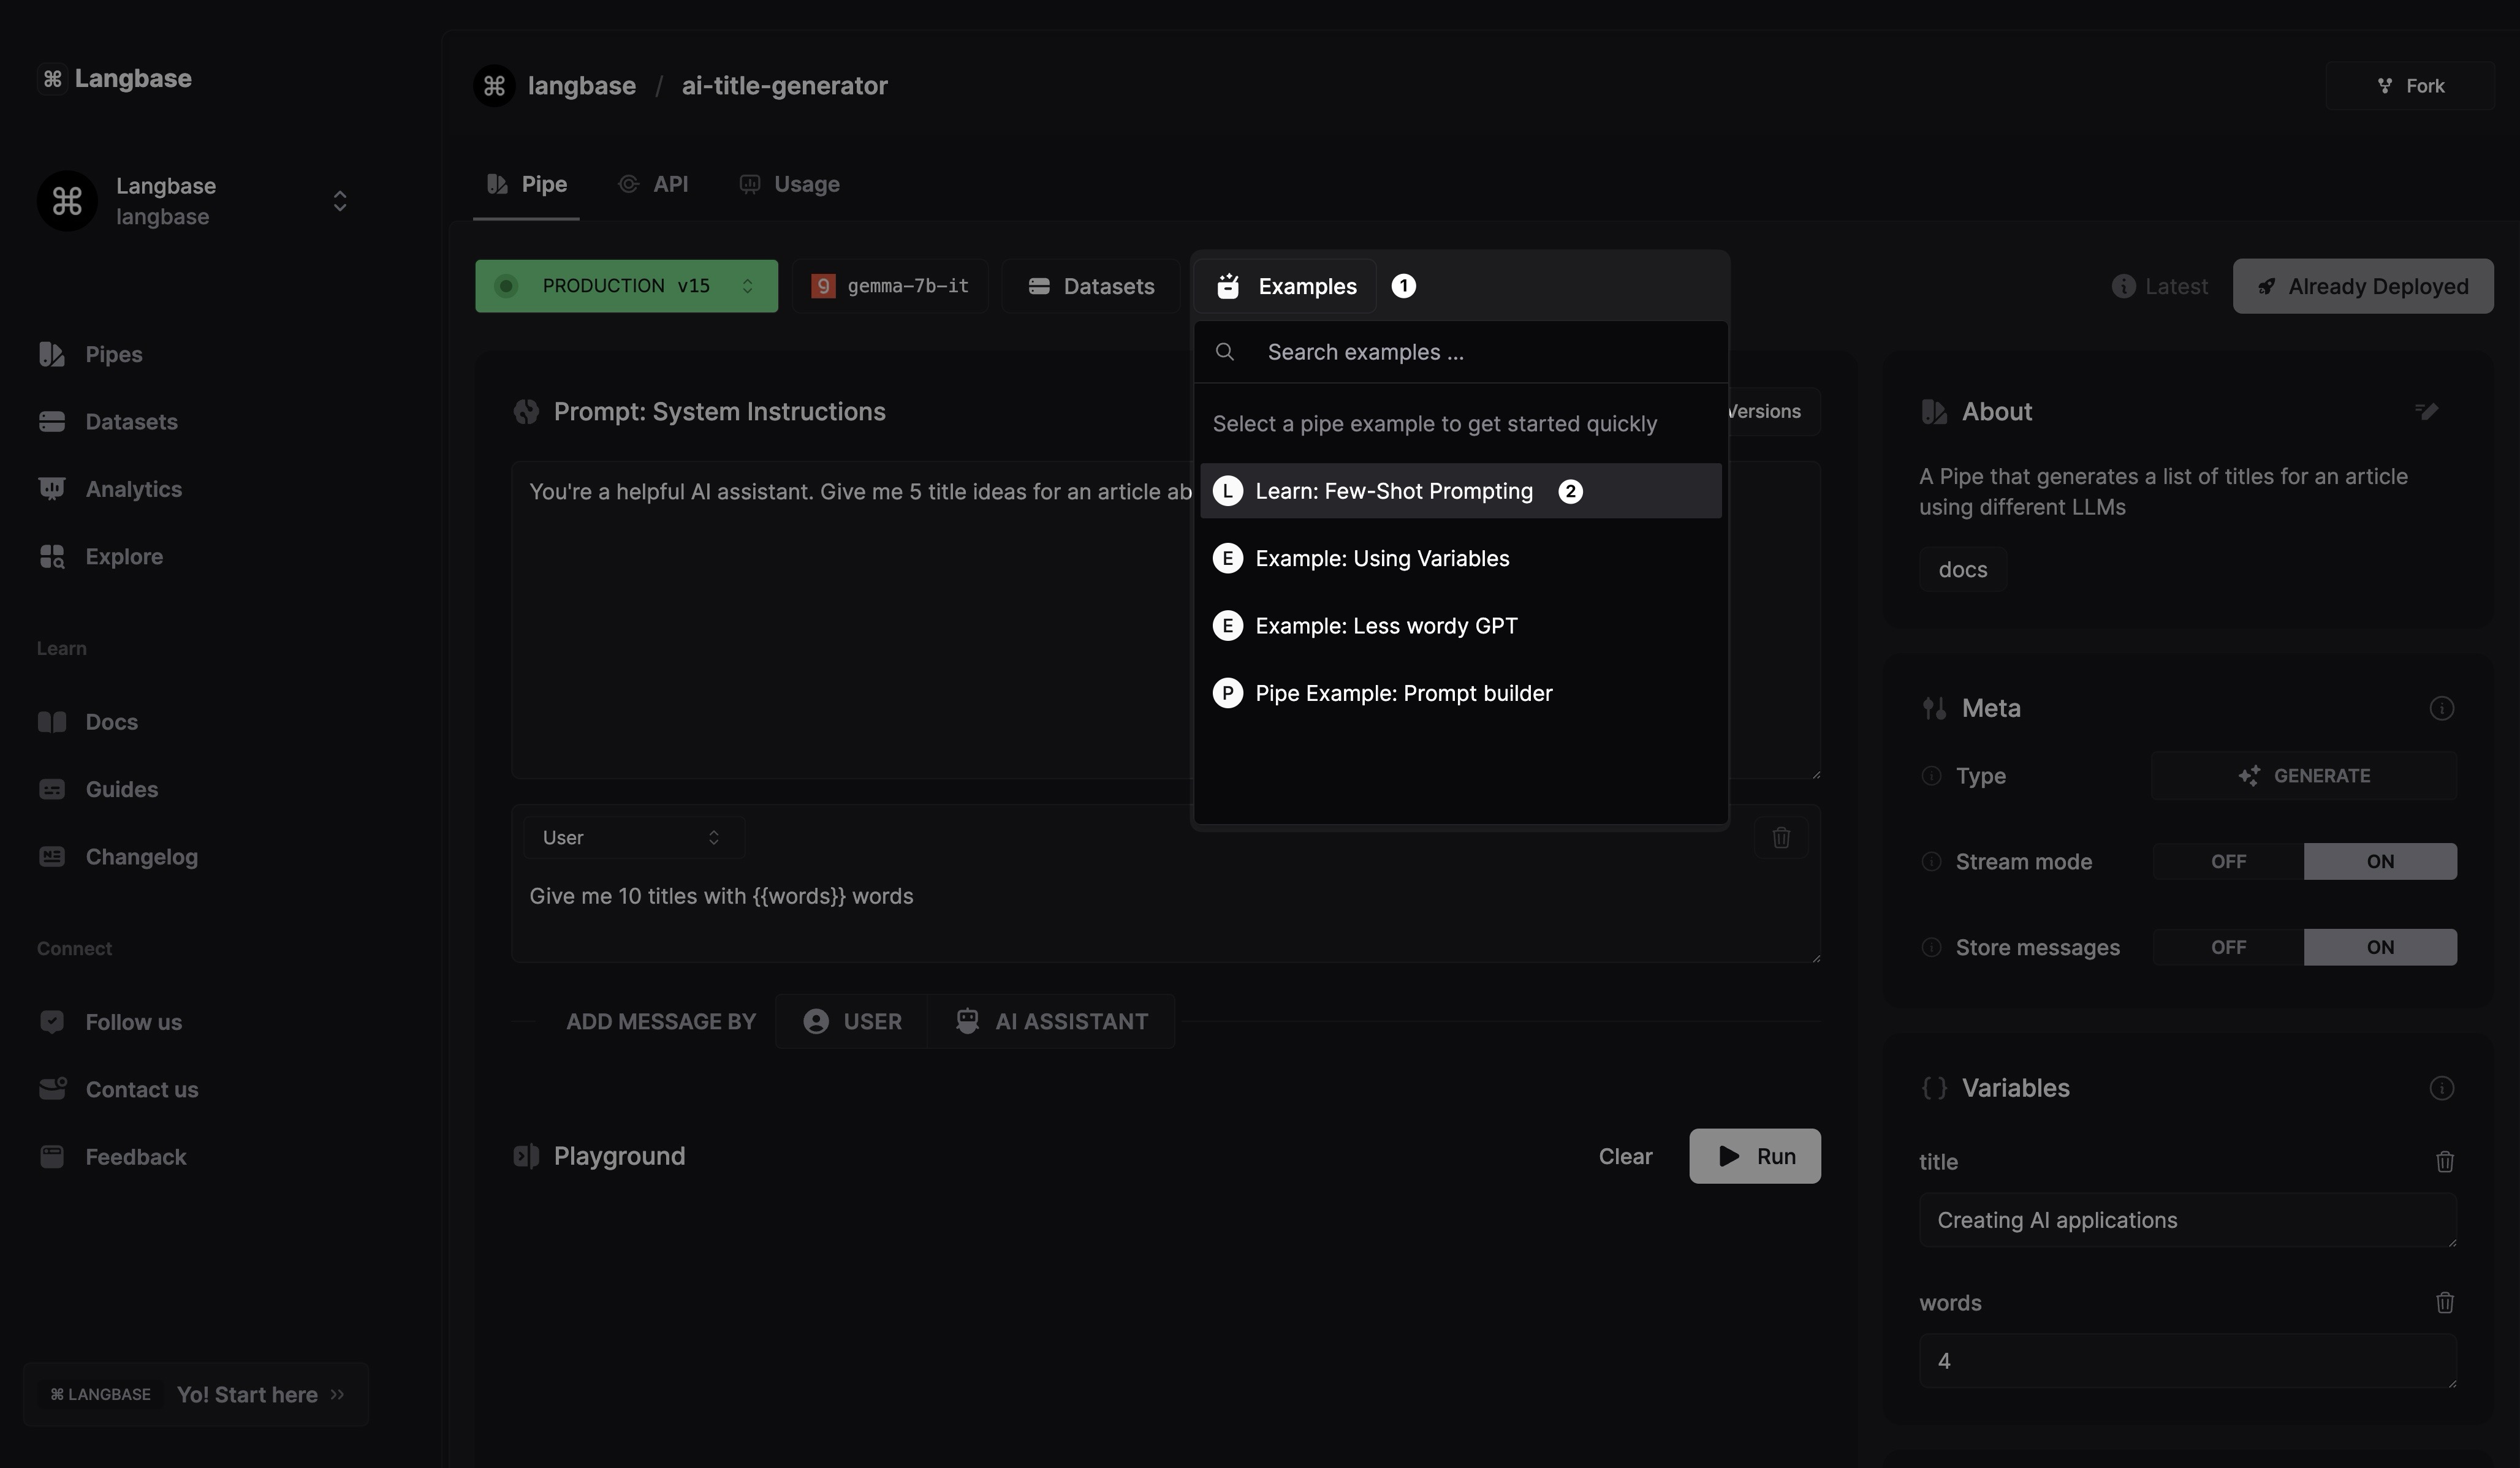 ⌘ Langbase
Langbase
langbase
Pipes
Datasets
Analytics
Explore
Learn
Docs
Guides
Changelog
Connect
Follow us
Contact us
Feedback
⌘ LANGBASE Yo! Start here >>
langbase / ai-title-generator
Fork
Pipe API Usage
PRODUCTION v15
g gemma-7b-it
Datasets
Examples 1
Latest
Already Deployed
Search examples ...
Select a pipe example to get started quickly
L Learn: Few-Shot Prompting 2
E Example: Using Variables
E Example: Less wordy GPT
P Pipe Example: Prompt builder
Prompt: System Instructions
Versions
You're a helpful AI assistant. Give me 5 title ideas for an article ab
User
Give me 10 titles with {{words}} words
ADD MESSAGE BY USER AI ASSISTANT
Playground
Clear
Run
About
A Pipe that generates a list of titles for an article
using different LLMs
docs
Meta
Type GENERATE
Stream mode OFF ON
Store messages OFF ON
{ } Variables
title
Creating AI applications
words
4